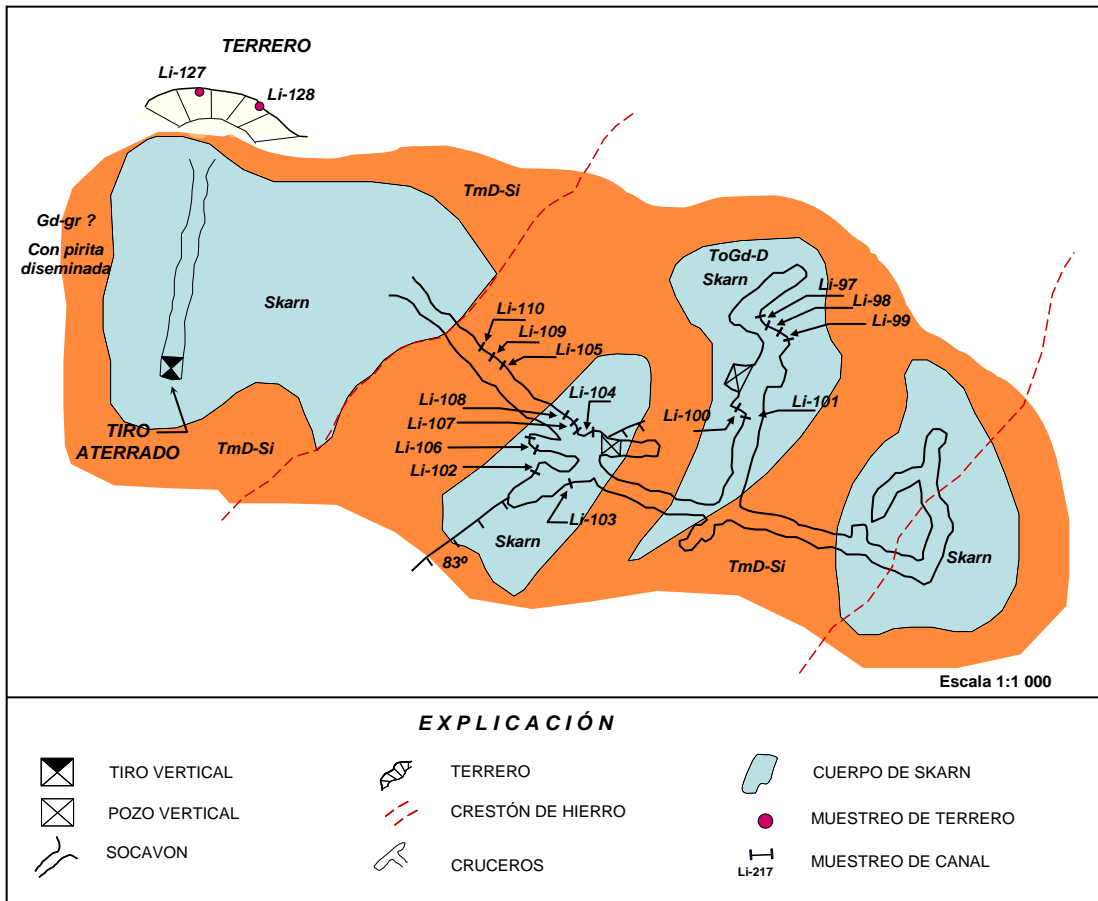 TERRERO
Li-127
Li-128
TmD-Si
Gd-gr ?
Con pirita
diseminada
ToGd-D
Skarn
Li-97
Li-98
Li-99
Skarn
Li-110
Li-109
Li-105
Li-104
Li-108
Li-107
Li-106
Li-102
Li-100
Li-101
TIRO
ATERRADO
TmD-Si
Li-103
Skarn
83º
TmD-Si
Skarn
Escala 1:1 000
EXPLICACIÓN
TIRO VERTICAL
TERRERO
CUERPO DE SKARN
POZO VERTICAL
CRESTÓN DE HIERRO
MUESTREO DE TERRERO
SOCAVON
CRUCEROS
MUESTREO DE CANAL
Li-217